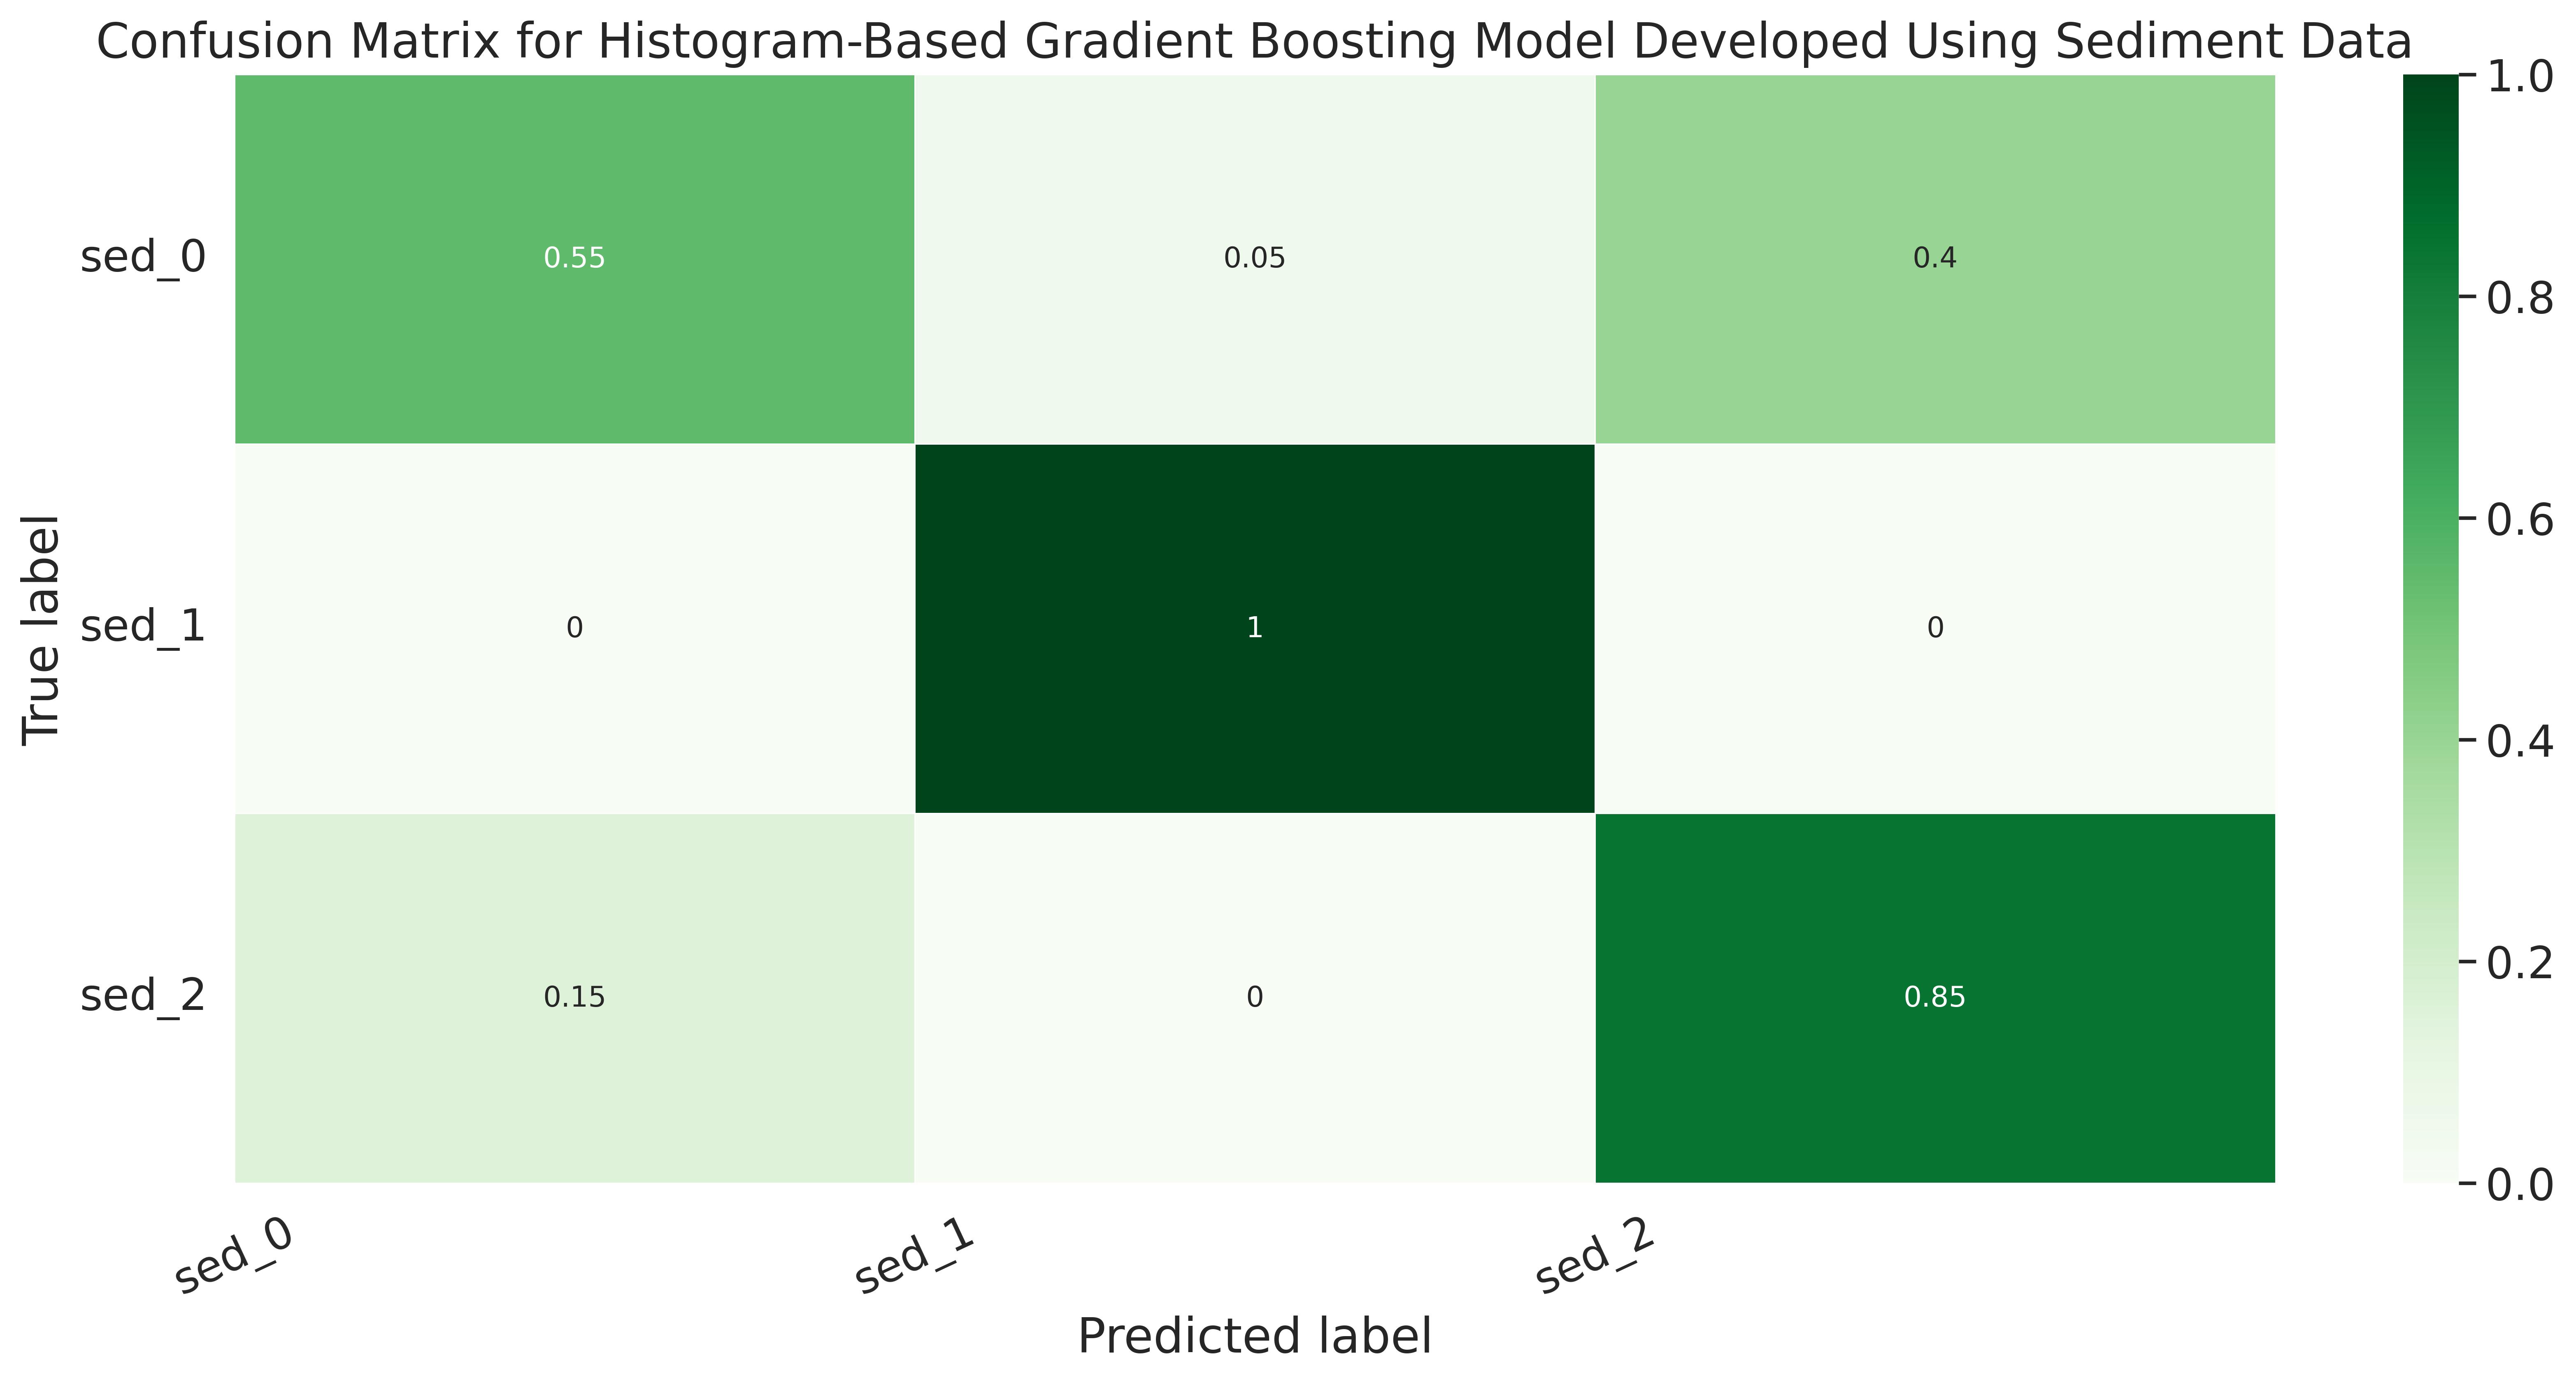 Confusion Matrix for Histogram-Based Gradient Boosting Model Developed Using Sediment Data
True label
sed_0
0.55
0.05
0.4
sed_1
0
1
0
sed_2
0.15
0
0.85
sed_0
sed_1
sed_2
Predicted label
1.0
0.8
0.6
0.4
0.2
0.0